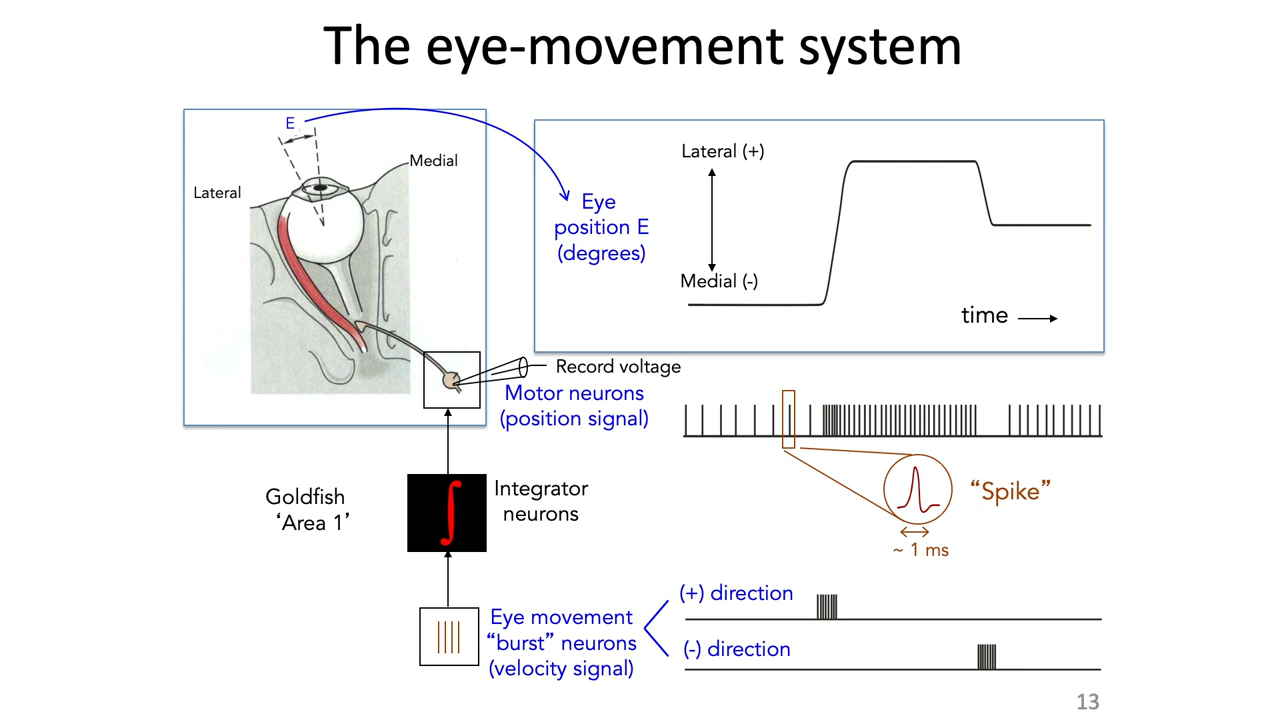 The eye-movement system
E
Medial
Lateral
Eye
position E
(degrees)
Lateral (+)
Medial (-)
time
Record voltage
Motor neurons
(position signal)
Goldfish
‘Area 1’
∫
Integrator
neurons
“Spike”
~ 1 ms
Eye movement
“burst” neurons
(velocity signal)
(+) direction
(-) direction
13